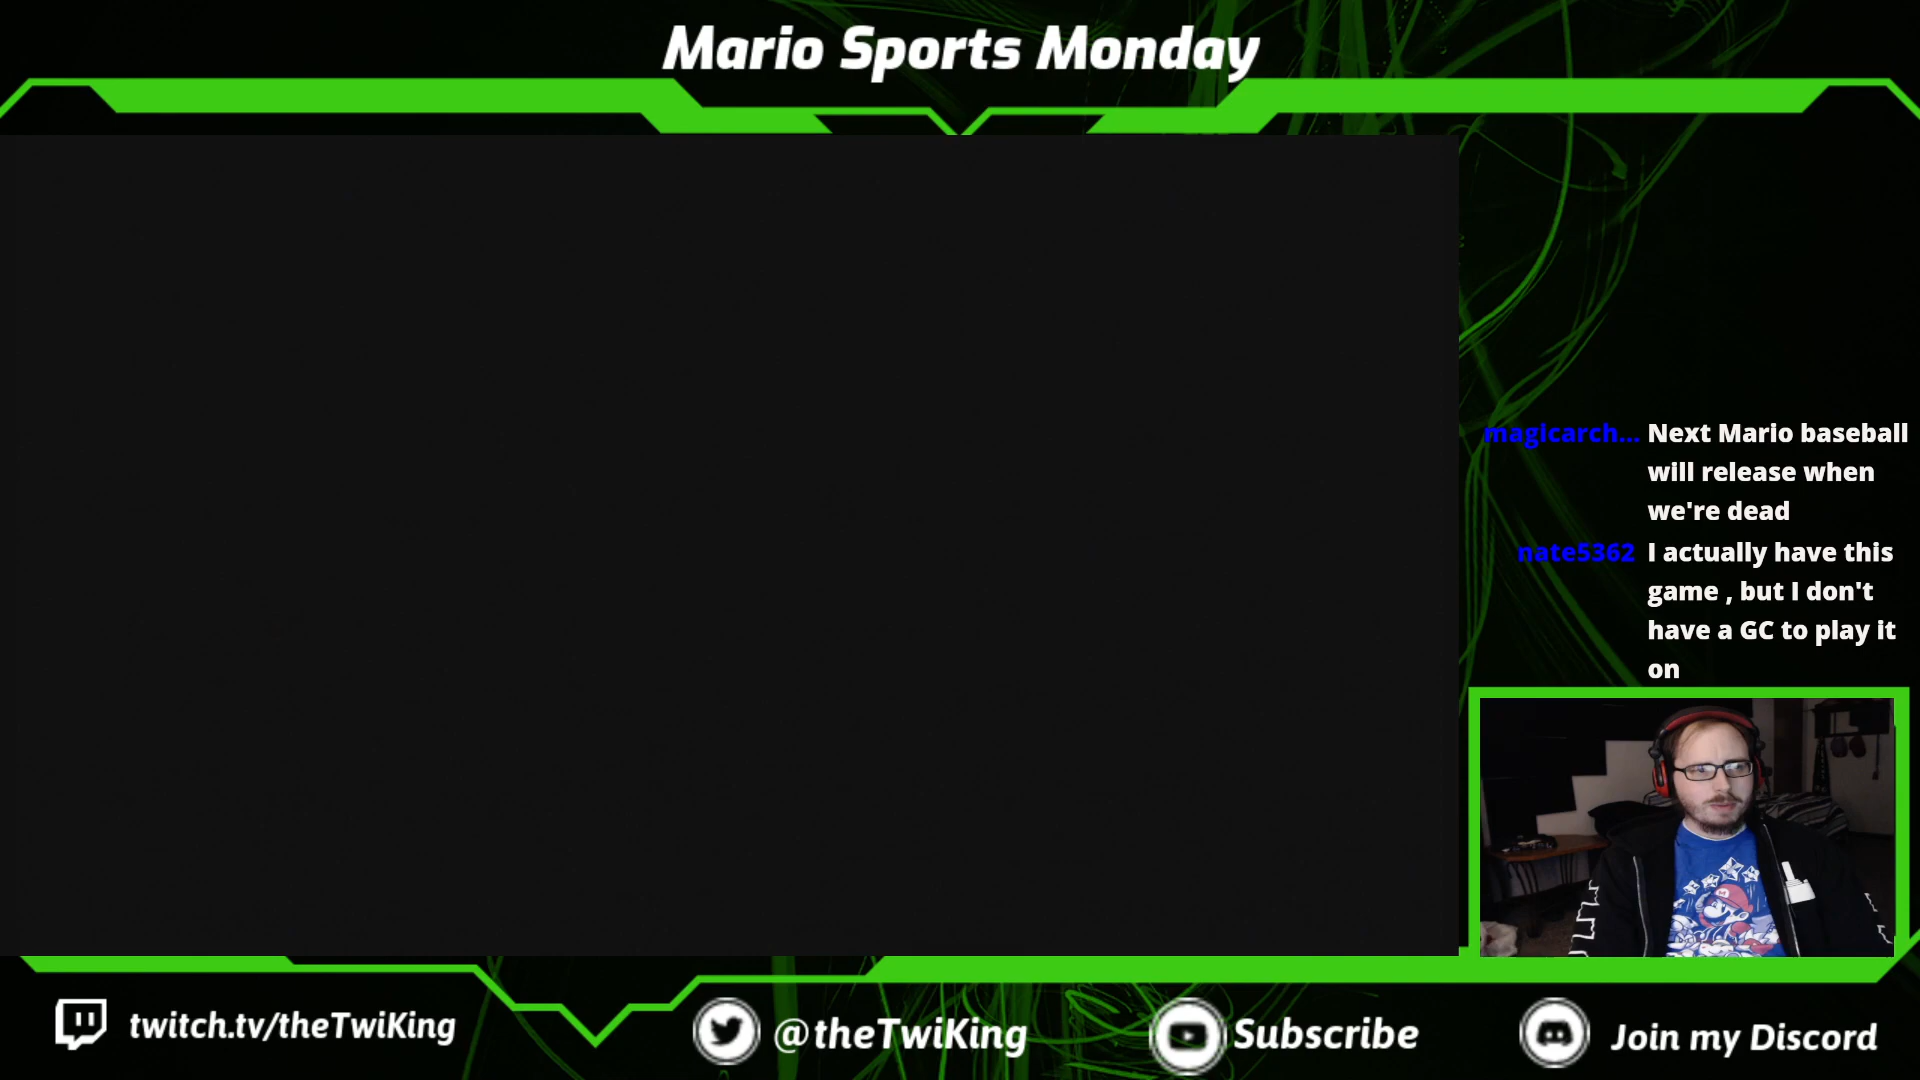 Mario Sports Monday
magicarch... Next Mario baseball
will release when
we're dead
nate5362 I actually have this
game , but I don't
have a GC to play it
on
twitch.tv/theTwiKing
@theTwiKing
Subscribe
Join my Discord